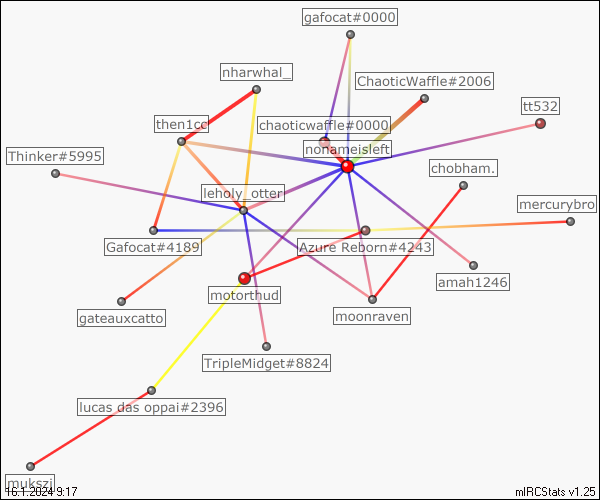 gafocat#0000
nharwhal_
ChaoticWaffle#2006
tt532
then1cc
chaoticwaffle#0000
nonameisleft
Thinker#5995
chobham.
leholy_otter
mercurybro
Gafocat#4189
Azure Reborn#4243
amah1246
motorthud
gateauxcatto
moonraven
TripleMidget#8824
lucas das oppai#2396
mukszi
16.1.2024 9:17
mIRCStats v1.25